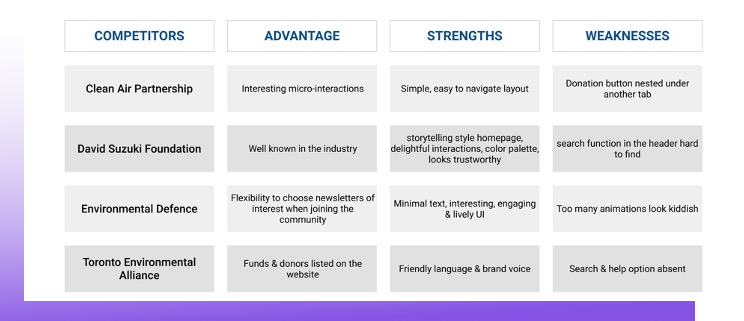 COMPETITORS ADVANTAGE STRENGTHS WEAKNESSES
Clean Air Partnership
Interesting micro-interactions
Simple, easy to navigate layout
Donation button nested under
another tab
David Suzuki Foundation
Well known in the industry
storytelling style homepage,
delightful interactions, color palette,
looks trustworthy
search function in the header hard
to find
Environmental Defence
Flexibility to choose newsletters of
interest when joining the
community
Minimal text, interesting, engaging
& lively UI
Too many animations look kiddish
Toronto Environmental
Alliance
Funds & donors listed on the
website
Friendly language & brand voice
Search & help option absent